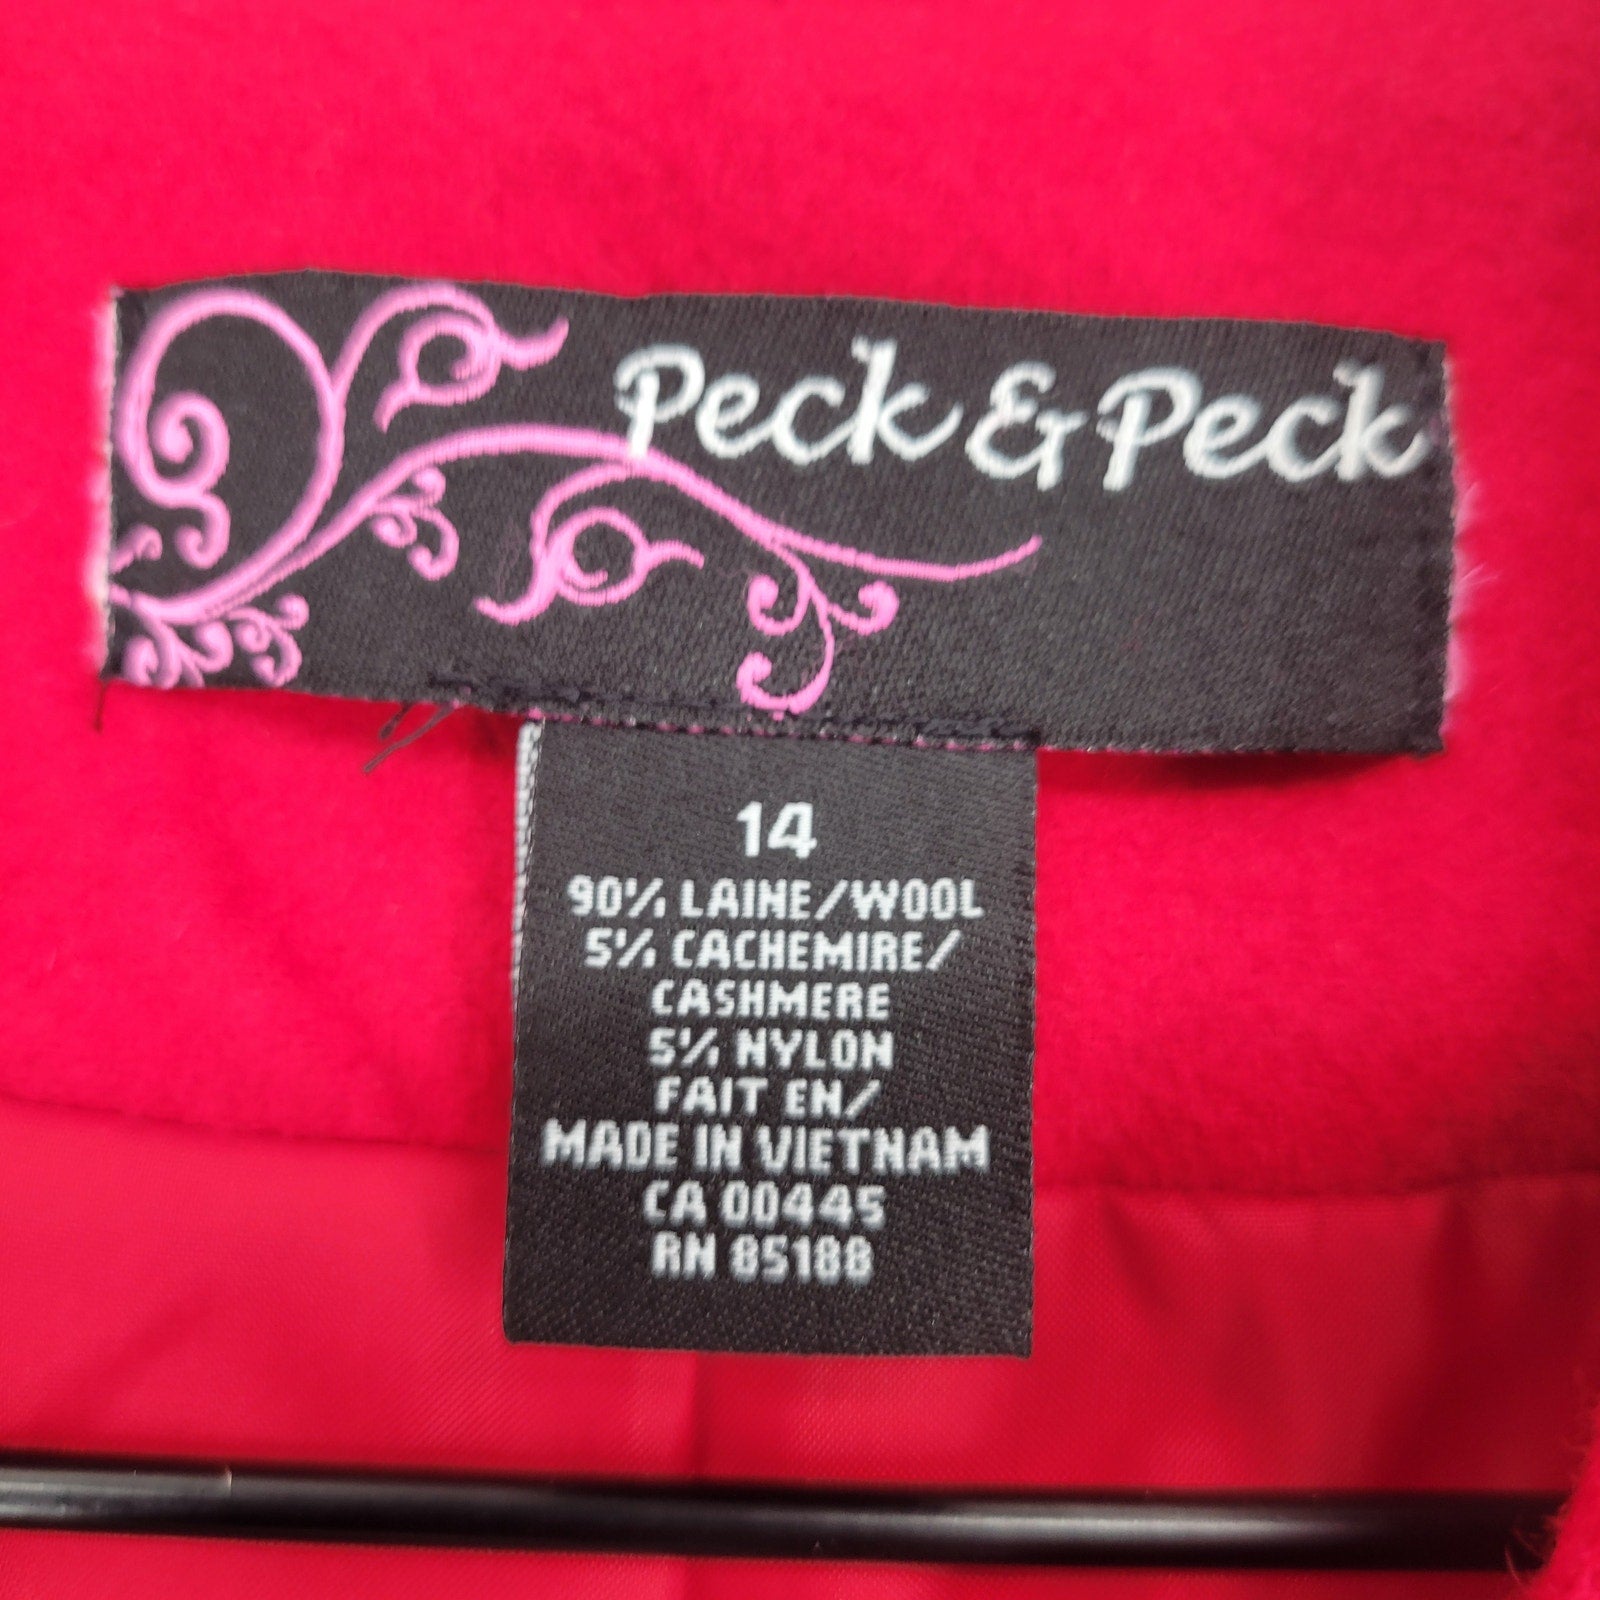 Peck & Peck
14
90% LAINE/WOOL
5% CACHEMIRE/
CASHMERE
5% NYLON
FAIT EN/
MADE IN VIETNAM
CA 00445
RN 85188